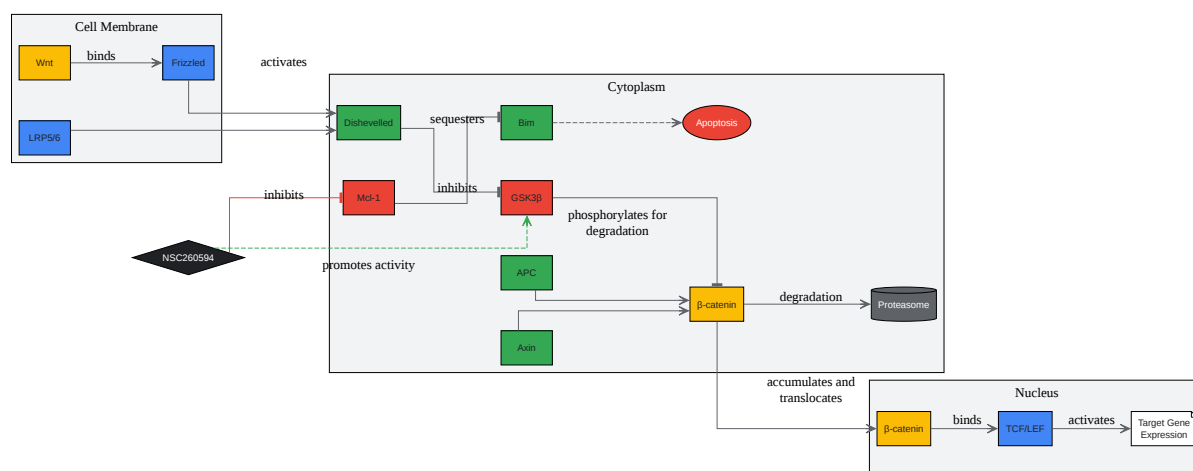 Cell Membrane
Wnt
binds
Frizzled
LRP5/6
activates
Cytoplasm
Dishevelled
sequesters
Bim
Apoptosis
inhibits
Mcl-1
inhibits
GSK3β
phosphorylates for
degradation
NSC260594
promotes activity
APC
β-catenin
degradation
Proteasome
Axin
accumulates and
translocates
Nucleus
β-catenin
binds
TCF/LEF
activates
Target Gene
Expression